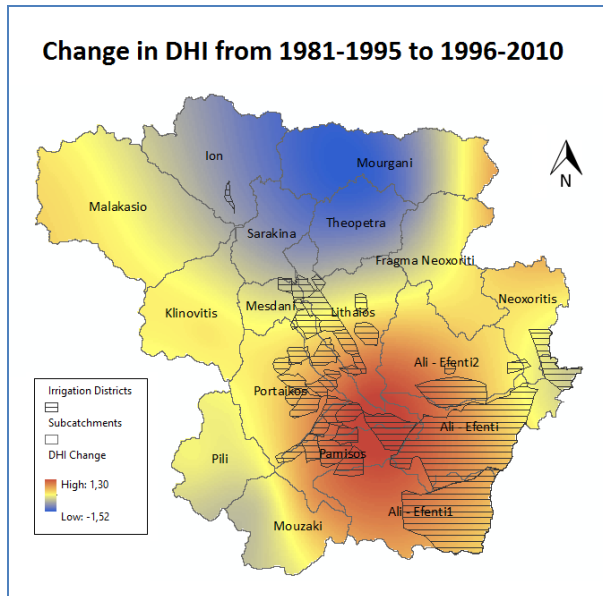 Change in DHI from 1981-1995 to 1996-2010
Ion
Mourgani
N
Malakasio
Theopetra
Sarakina
Fragma Neoxoriti
Neoxoritis
Mesdani
Lithaios
Klinovitis
Ali - Efenti2
Portaikos
Ali - Efenti
Pamisos
Pili
Ali - Efenti1
Mouzaki
Irrigation Districts
Subcatchments
DHI Change
High: 1,30
Low: -1,52